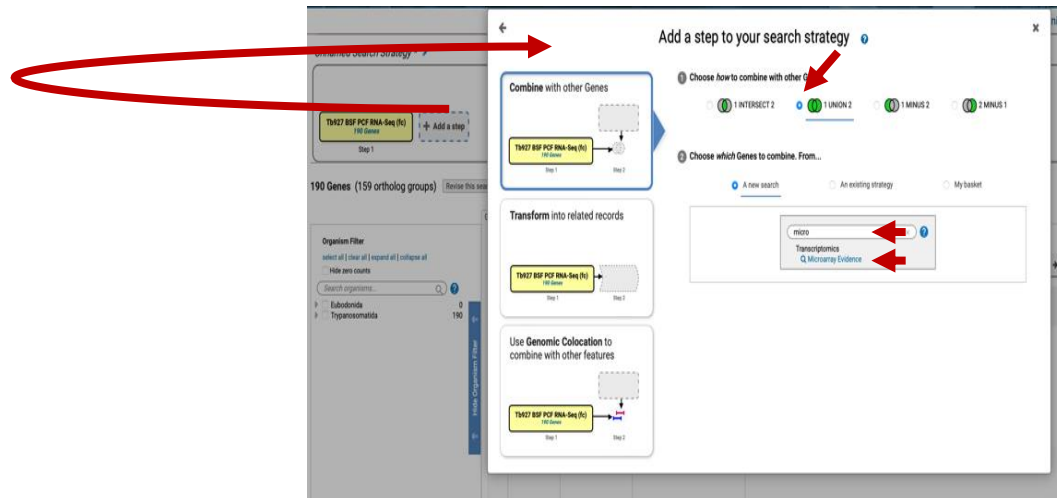 Unnamed Search Strategy *
Tb927 BSF PCF RNA-Seq (fc)
190 Genes
+ Add a step
Step 1
190 Genes (159 ortholog groups)
Revise this sea
Organism Filter
select all | clear all | expand all | collapse all
Hide zero counts
Search organisms...
?
Eubodonida 0
Trypanosomatida 190
Hide Organism Filter
Add a step to your search strategy ?
x
Combine with other Genes
Tb927 BSF PCF RNA-Seq (fc)
190 Genes
Step 1
Step 2
Transform into related records
Tb927 BSF PCF RNA-Seq (fc)
190 Genes
Step 1
Step 2
Use Genomic Colocation to
combine with other features
Tb927 BSF PCF RNA-Seq (fc)
190 Genes
Step 1
Step 2
1 Choose how to combine with other G
1 INTERSECT 2
1 UNION 2
1 MINUS 2
2 MINUS 1
2 Choose which Genes to combine. From...
A new search
An existing strategy
My basket
micro
?
Transcriptomics
Microarray Evidence